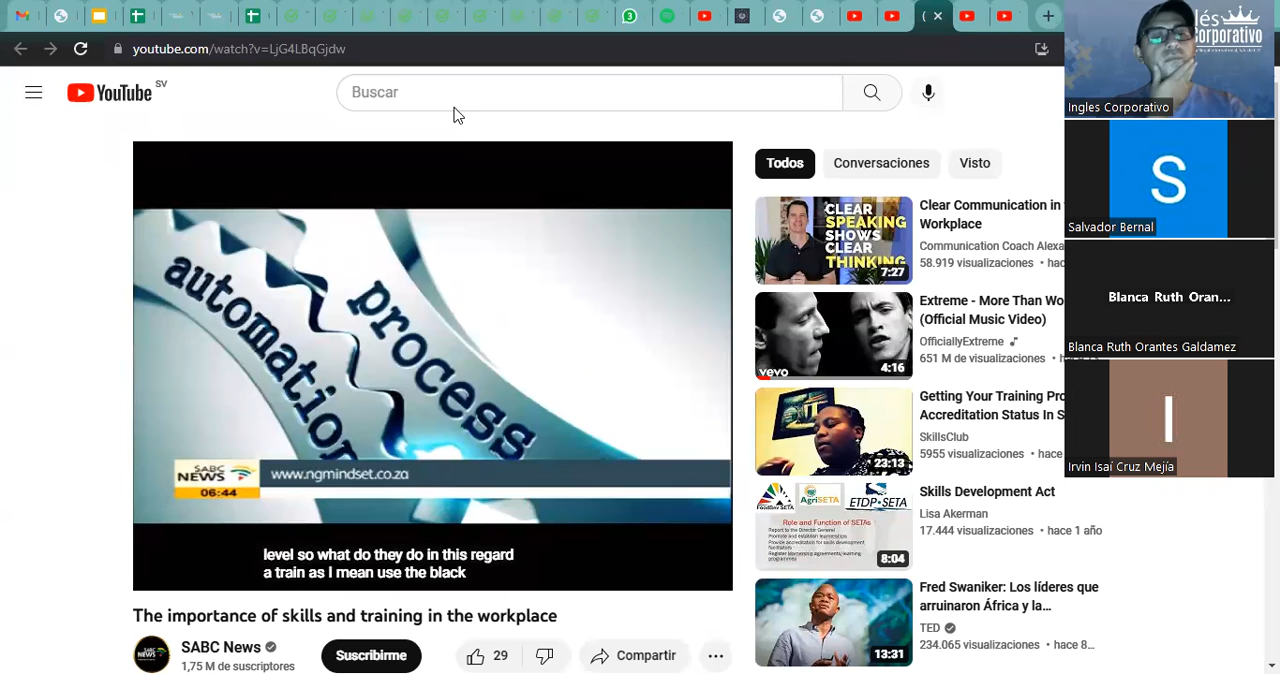 3
youtube.com/watch?v=LjG4LBqGjdw
YouTube SV
Buscar
lés
corporativo
Ingles Corporativo
S
Salvador Bernal
Blanca Ruth Oran...
Blanca Ruth Orantes Galdamez
I
Irvin Isaí Cruz Mejía
automation
process
SABC
NEWS
06:44
www.ngmindset.co.za
level so what do they do in this regard
a train as I mean use the black
The importance of skills and training in the workplace
SABC News
1,75 M de suscriptores
Suscribirme
29
Compartir
Todos
Conversaciones
Visto
CLEAR
SPEAKING
SHOWS
CLEAR
THINKING
7:27
Clear Communication in
Workplace
Communication Coach Alexa
58.919 visualizaciones • hac
vevo
4:16
Extreme - More Than Wo
(Official Music Video)
OfficiallyExtreme
651 M de visualizaciones •
23:13
Getting Your Training Pro
Accreditation Status In S
SkillsClub
5955 visualizaciones • hace
AgriSETA
ETDP•SETA
Role and Function of SETAs
8:04
Skills Development Act
Lisa Akerman
17.444 visualizaciones • hace 1 año
13:31
Fred Swaniker: Los líderes que
arruinaron África y la...
TED
234.065 visualizaciones • hace 8...